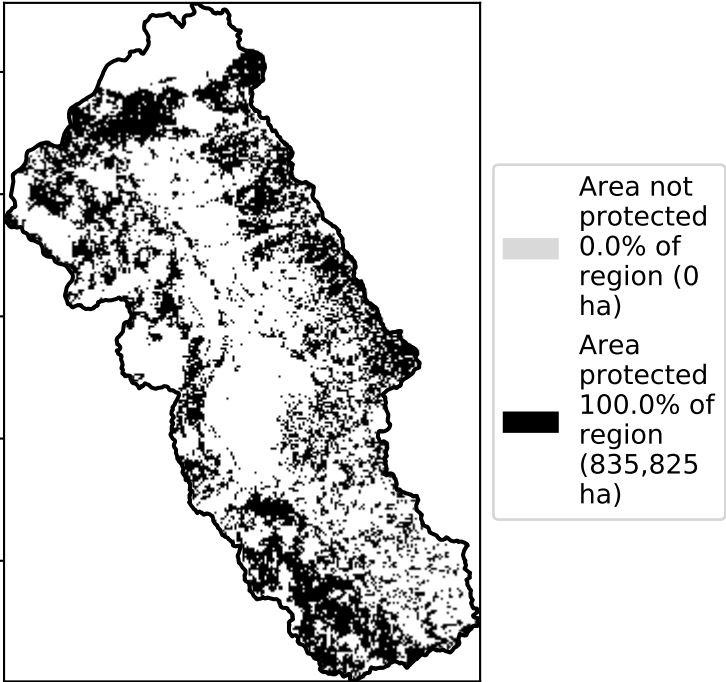 Area not
protected
0.0% of
region (0
ha)
Area
protected
100.0% of
region
(835,825
ha)